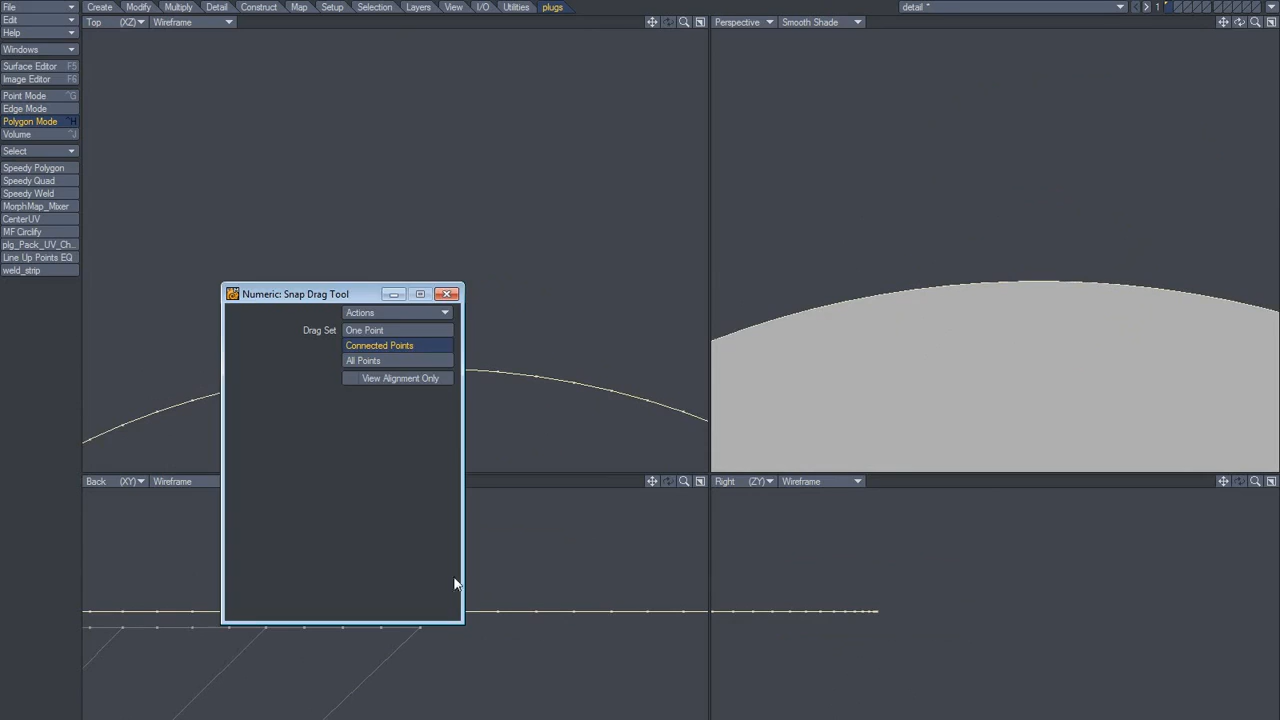 File Create Modify Multiply Detail Construct Map Setup Selection Layers View I/O Utilities plugs detail * 1
Edit Top (XZ) Wireframe Perspective Smooth Shade
Help
Windows
Surface Editor F5
Image Editor F6
Point Mode ^G
Edge Mode
Polygon Mode ^H
Volume ^J
Select
Speedy Polygon
Speedy Quad
Speedy Weld
MorphMap_Mixer
CenterUV
MF Circlify
plg_Pack_UV_Ch...
Line Up Points EQ
weld_strip
Numeric: Snap Drag Tool
Actions
Drag Set One Point
Connected Points
All Points
View Alignment Only
Back (XY) Wireframe Right (ZY) Wireframe